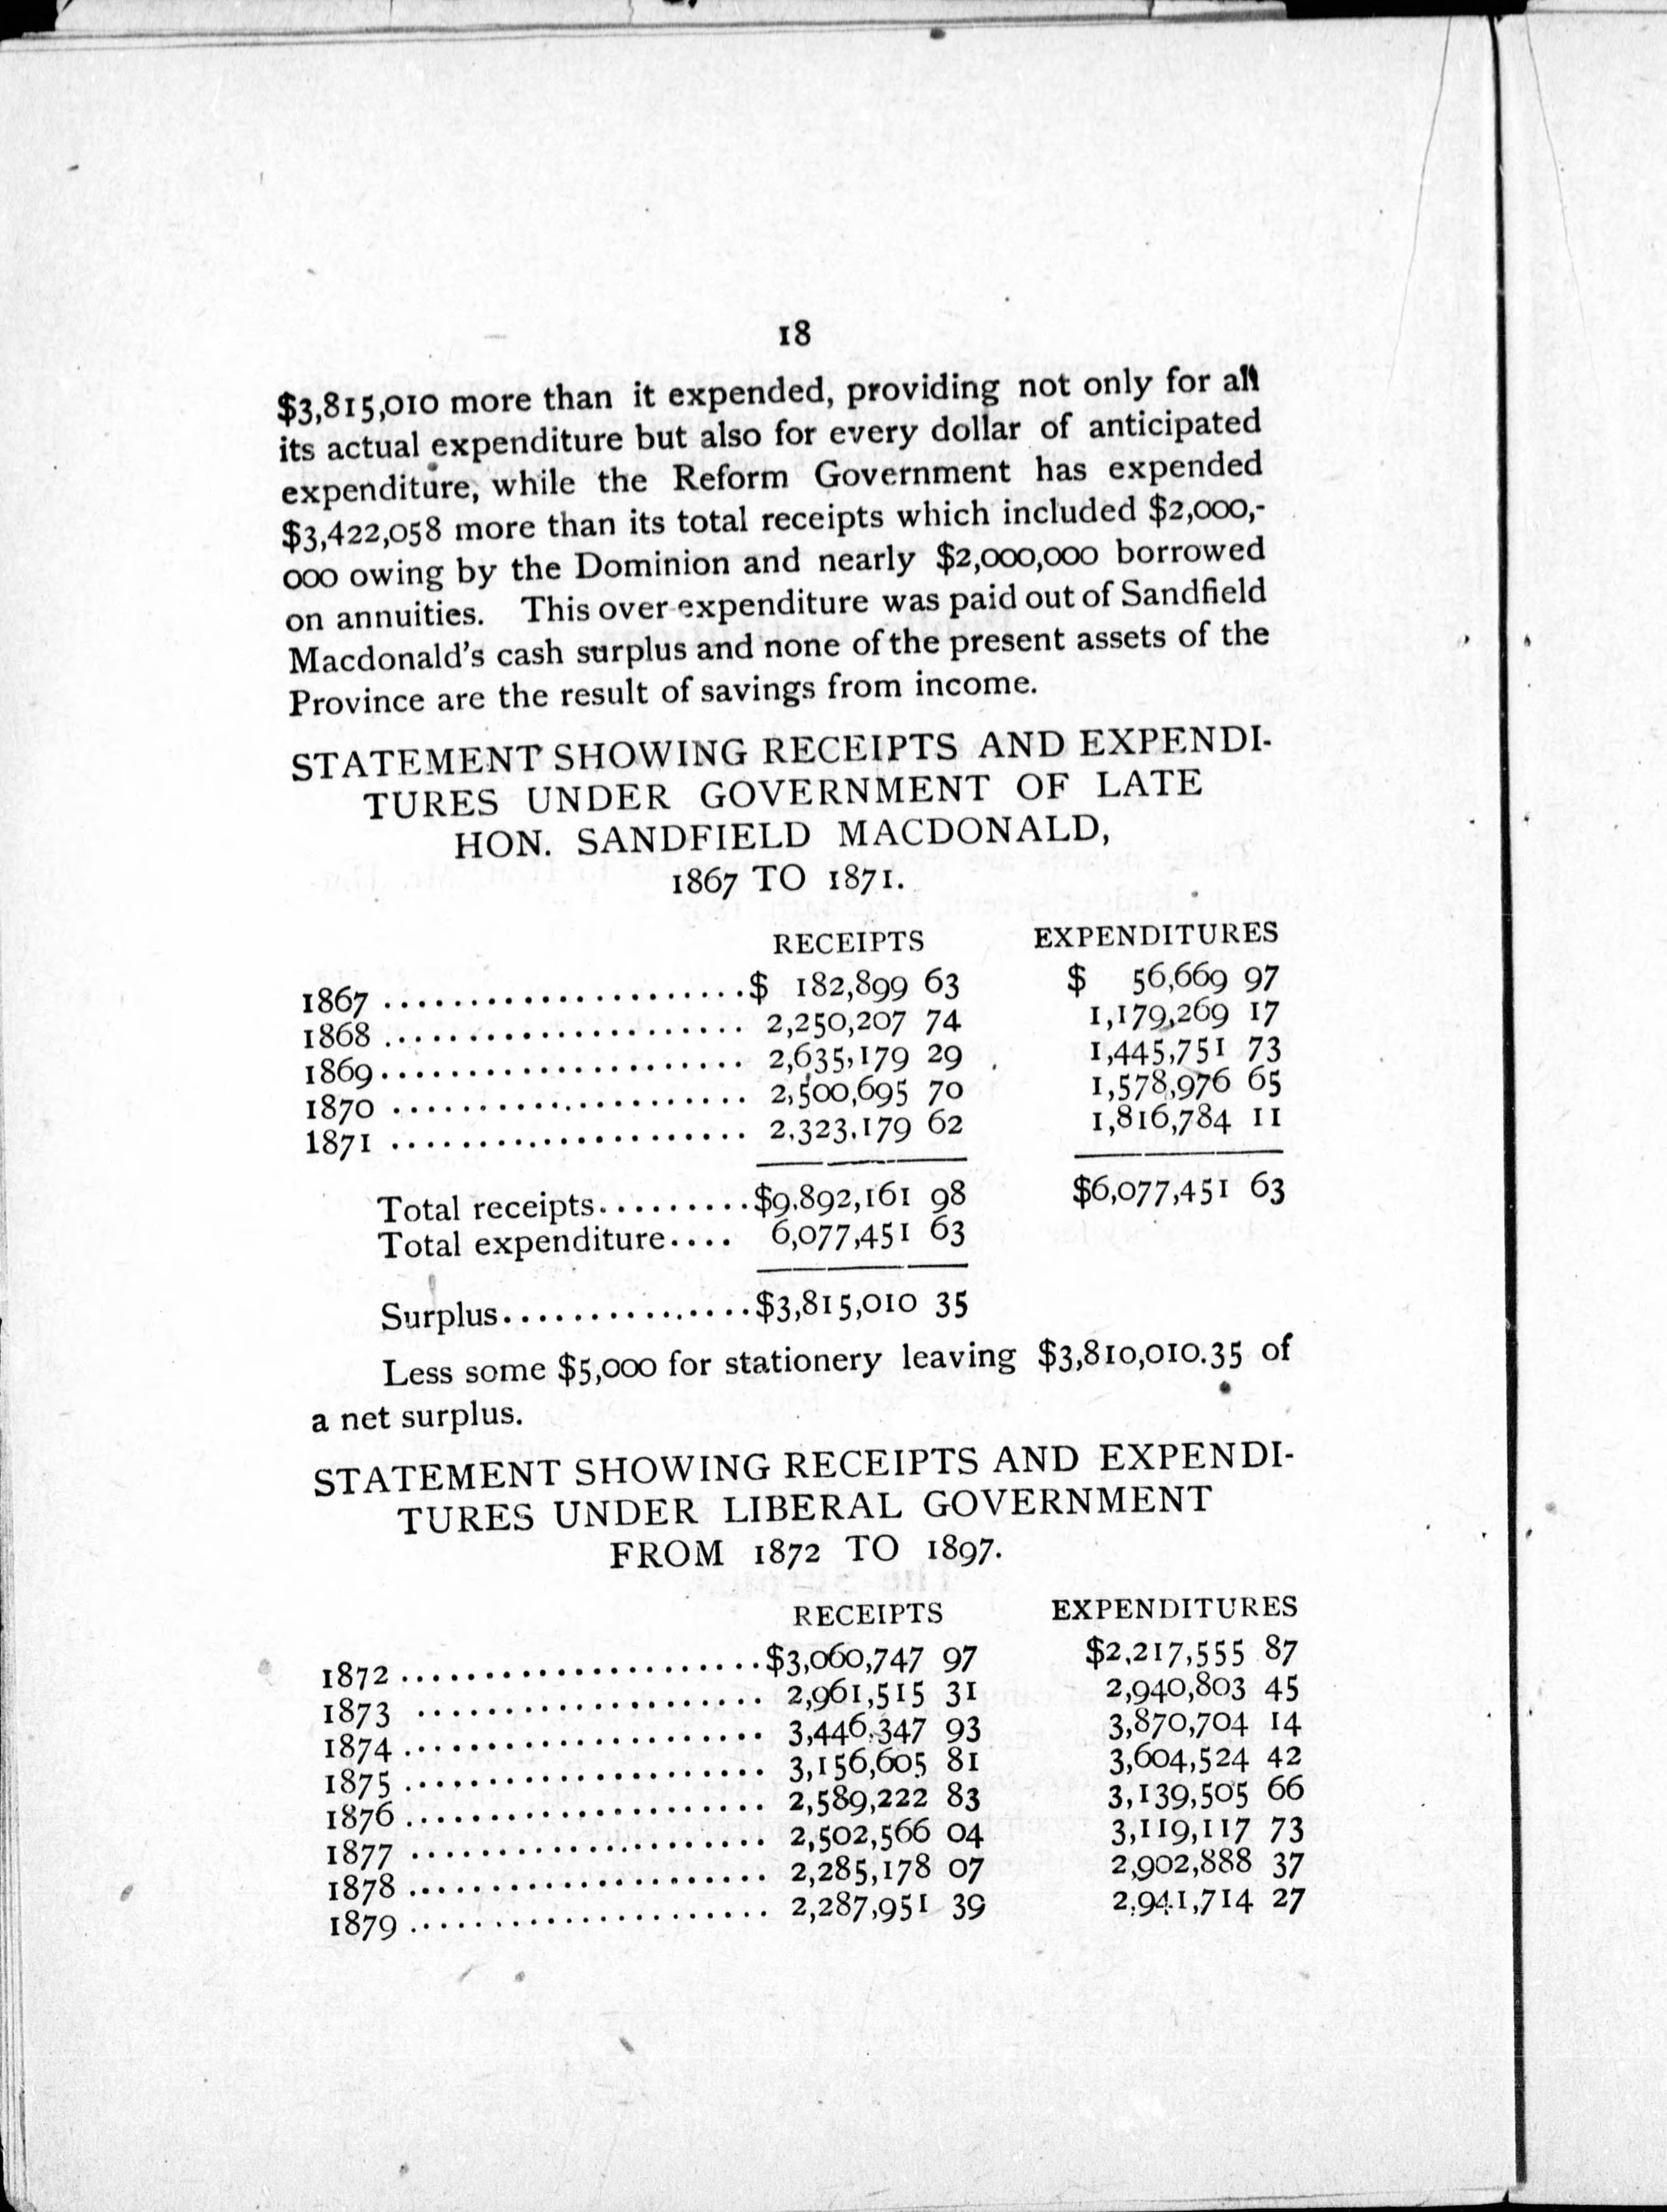 18
$3,815,010 more than it expended, providing not only for all
its actual expenditure but also for every dollar of anticipated
expenditure, while the Reform Government has expended
$3,422,058 more than its total receipts which included $2,000,-
000 owing by the Dominion and nearly $2,000,000 borrowed
on annuities. This over-expenditure was paid out of Sandfield
Macdonald's cash surplus and none of the present assets of the
Province are the result of savings from income.
STATEMENT SHOWING RECEIPTS AND EXPENDI-
TURES UNDER GOVERNMENT OF LATE
HON. SANDFIELD MACDONALD,
1867 TO 1871.
RECEIPTS EXPENDITURES
1867 ......................$ 182,899 63 $ 56,669 97
1868 ...................... 2,250,207 74 1,179,269 17
1869...................... 2,635,179 29 1,445,751 73
1870 ...................... 2,500,695 70 1,578,976 65
1871 ...................... 2,323,179 62 1,816,784 11
Total receipts..........$9,892,161 98 $6,077,451 63
Total expenditure.... 6,077,451 63
Surplus................$3,815,010 35
Less some $5,000 for stationery leaving $3,810,010.35 of
a net surplus.
STATEMENT SHOWING RECEIPTS AND EXPENDI-
TURES UNDER LIBERAL GOVERNMENT
FROM 1872 TO 1897.
RECEIPTS EXPENDITURES
1872......................$3,060,747 97 $2,217,555 87
1873 ..................... 2,961,515 31 2,940,803 45
1874...................... 3,446,347 93 3,870,704 14
1875...................... 3,156,605 81 3,604,524 42
1876...................... 2,589,222 83 3,139,505 66
1877 ...................... 2,502,566 04 3,119,117 73
1878...................... 2,285,178 07 2,902,888 37
1879...................... 2,287,951 39 2,941,714 27